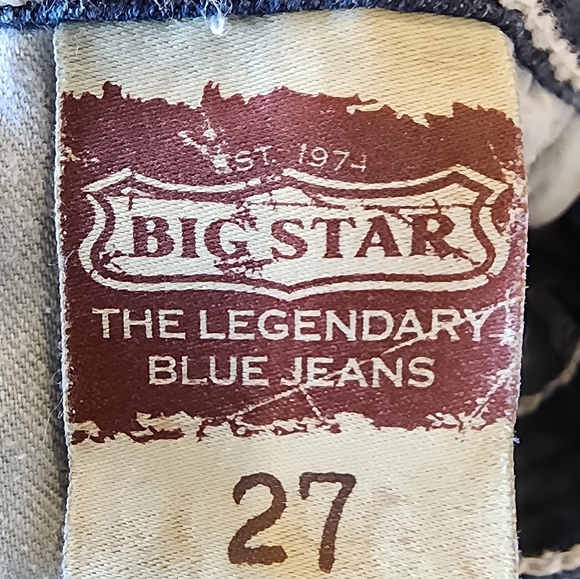 EST. 1974
BIG STAR
THE LEGENDARY
BLUE JEANS
27